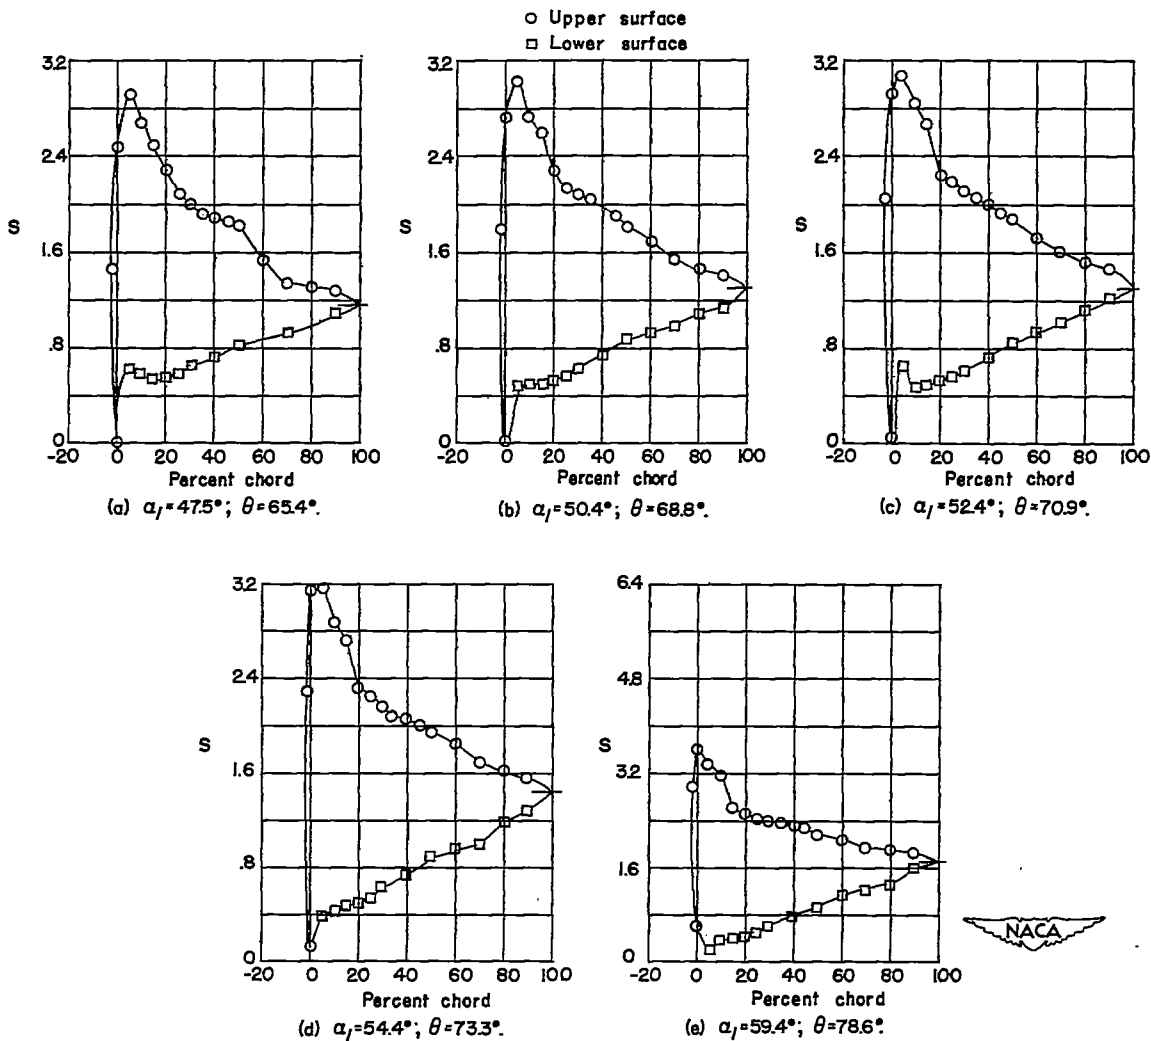 ○ Upper surface
□ Lower surface
3.2
2.4
S
1.6
.8
0
-20 0 20 40 60 80 100
Percent chord
(a) α₁=47.5°; θ=65.4°.
3.2
2.4
1.6
.8
0
-20 0 20 40 60 80 100
Percent chord
(b) α₁=50.4°; θ=68.8°.
3.2
2.4
S
1.6
.8
0
-20 0 20 40 60 80 100
Percent chord
(c) α₁=52.4°; θ=70.9°.
3.2
2.4
S
1.6
.8
0
-20 0 20 40 60 80 100
Percent chord
(d) α₁=54.4°; θ=73.3°.
6.4
4.8
S
3.2
1.6
0
-20 0 20 40 60 80 100
Percent chord
(e) α₁=59.4°; θ=78.6°.
NACA